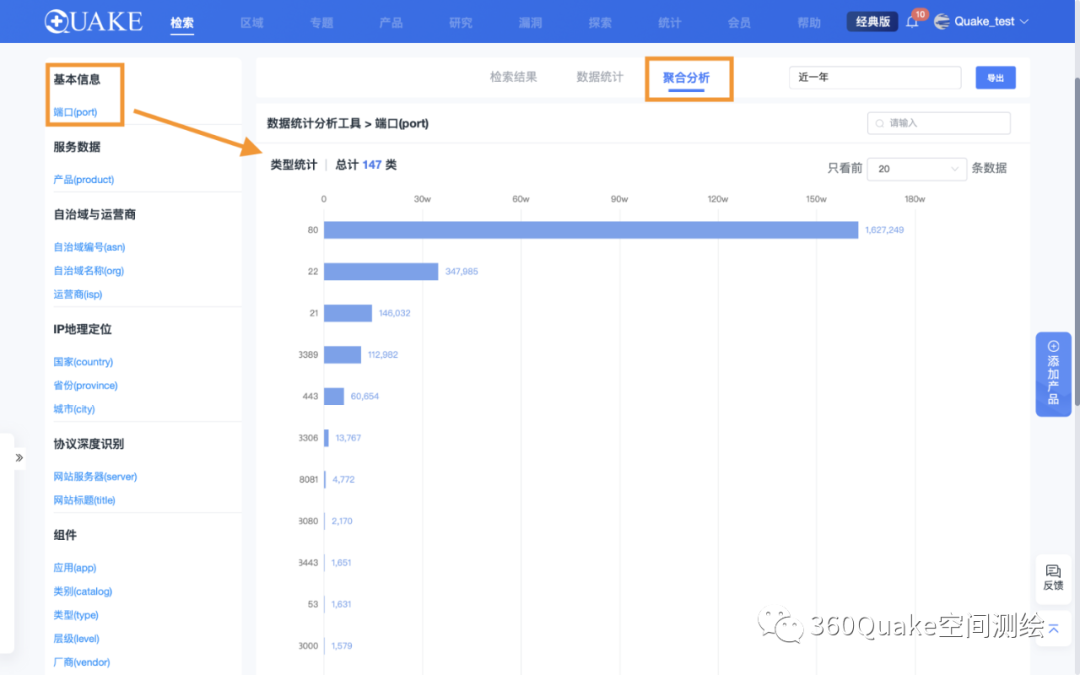 QUAKE
检索
区域
专题
产品
研究
漏洞
探索
统计
会员
帮助
经典版
10
Quake_test
基本信息
端口(port)
服务数据
产品(product)
自治域与运营商
自治域编号(asn)
自治域名称(org)
运营商(isp)
IP地理定位
国家(country)
省份(province)
城市(city)
协议深度识别
网站服务器(server)
网站标题(title)
组件
应用(app)
类别(catalog)
类型(type)
层级(level)
厂商(vendor)
检索结果
数据统计
聚合分析
近一年
导出
数据统计分析工具 > 端口(port)
请输入
类型统计 | 总计 147 类
只看前 20 条数据
0 30w 60w 90w 120w 150w 180w
80 1,627,249
22 347,985
21 146,032
3389 112,982
443 60,654
3306 13,767
8081 4,772
8080 2,170
8443 1,651
53 1,631
3000 1,579
添加产品
反馈
360Quake空间测绘